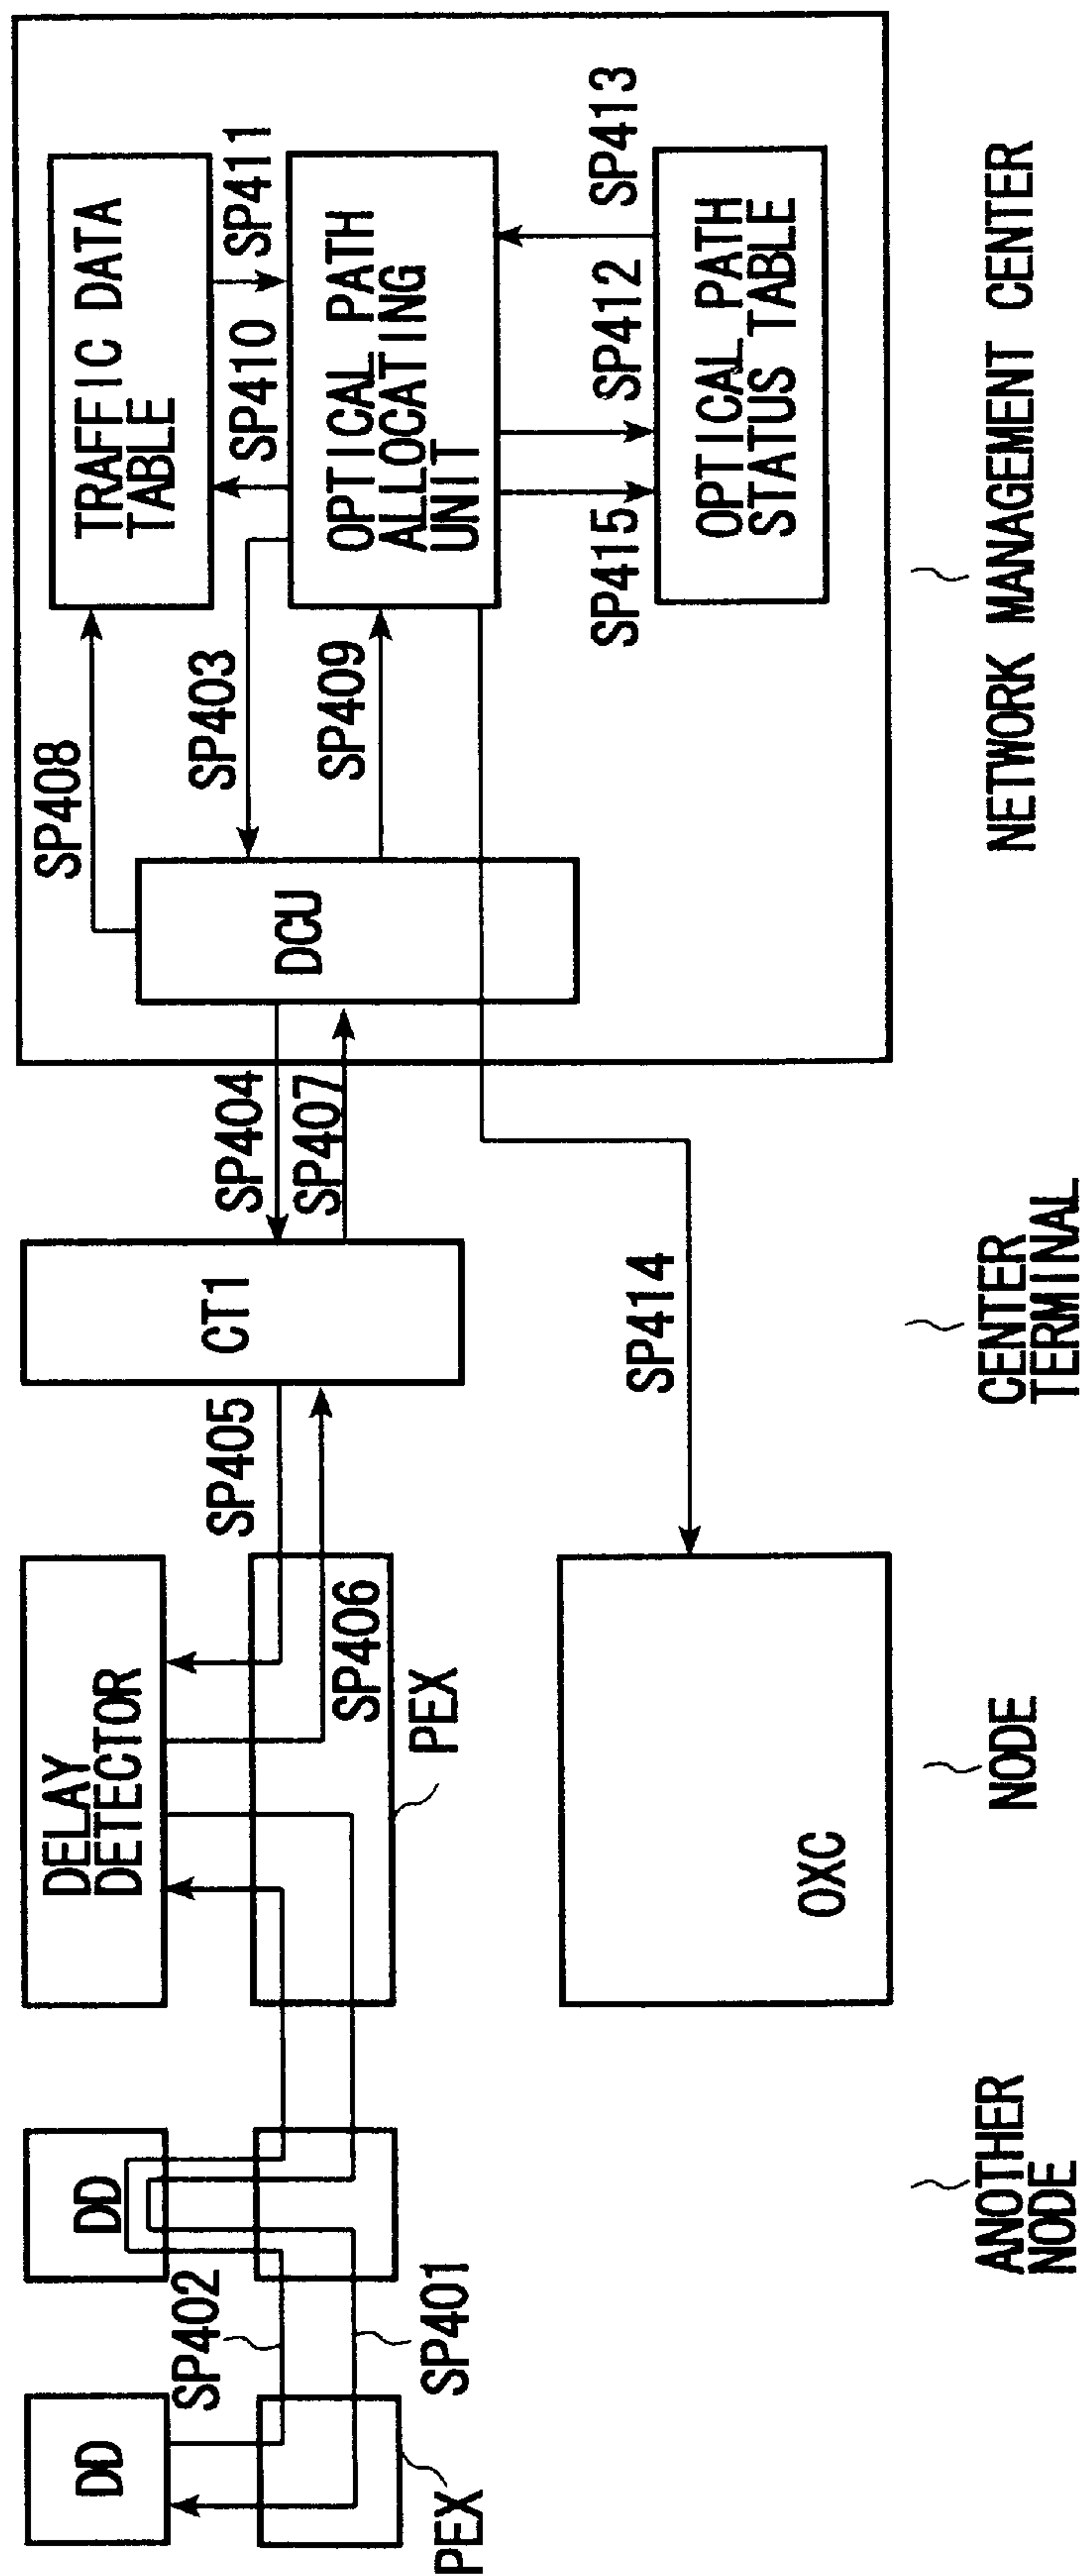 DD
SP402
DD
PEX
SP401
DELAY
DETECTOR
SP406
PEX
SP405
CT1
SP404
SP407
SP414
OXC
SP408
DCU
SP403
SP409
TRAFFIC DATA
TABLE
SP410
SP411
OPTICAL PATH
ALLOCATING
UNIT
SP415
SP412
SP413
OPTICAL PATH
STATUS TABLE
ANOTHER
NODE
NODE
CENTER
TERMINAL
NETWORK MANAGEMENT CENTER